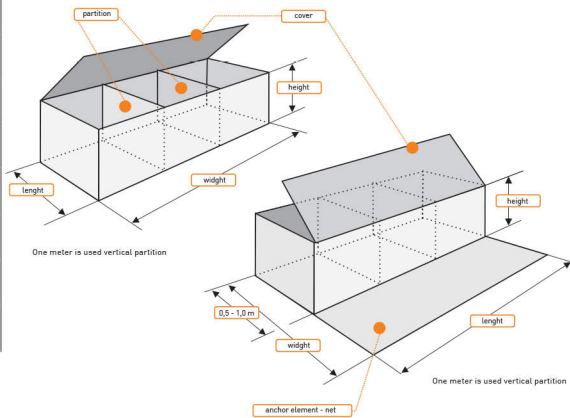 partition
cover
height
lenght
widght
One meter is used vertical partition
height
0,5 - 1,0 m
widght
lenght
One meter is used vertical partition
anchor element - net